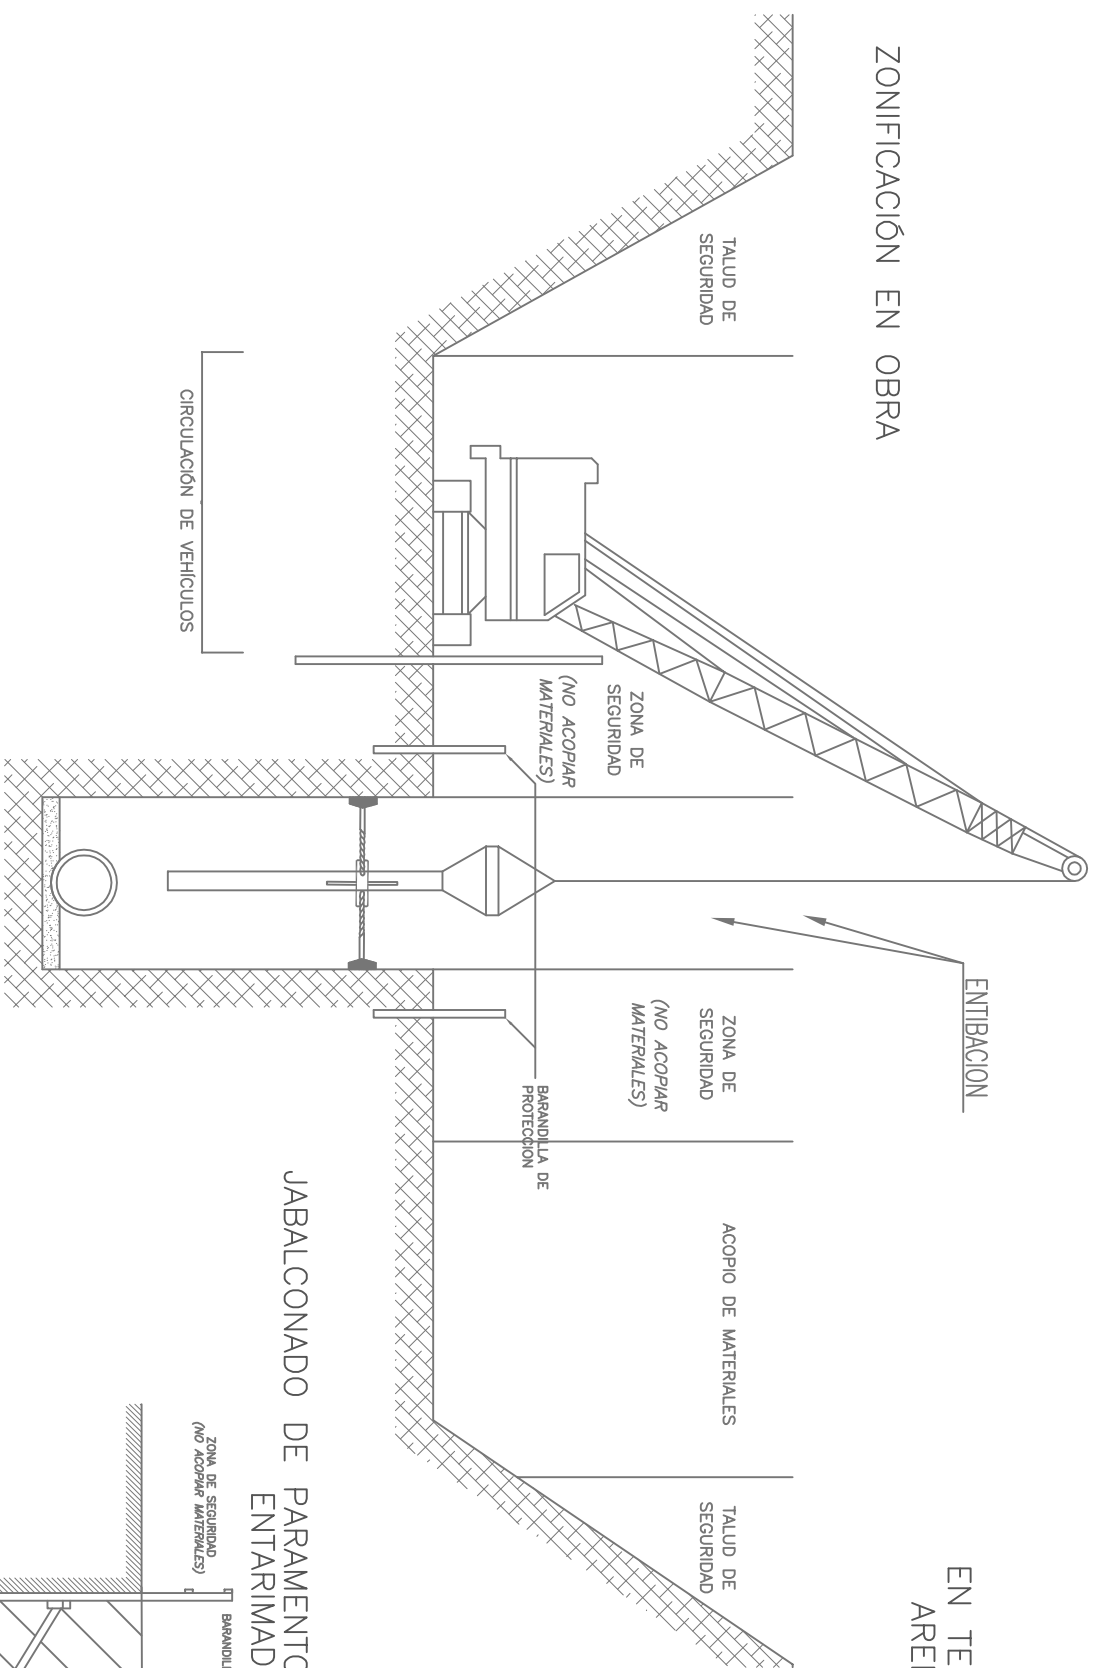 ZONIFICACIÓN EN OBRA
TALUD DE
SEGURIDAD
CIRCULACIÓN DE VEHÍCULOS
ZONA DE
SEGURIDAD
(NO ACOPIAR
MATERIALES)
ENTIBACION
ZONA DE
SEGURIDAD
(NO ACOPIAR
MATERIALES)
BARANDILLA DE
PROTECCION
ACOPIO DE MATERIALES
TALUD DE
SEGURIDAD
JABALCONADO DE PARAMENTO
ENTARIMAD
ZONA DE SEGURIDAD
(NO ACOPIAR MATERIALES)
EN TE